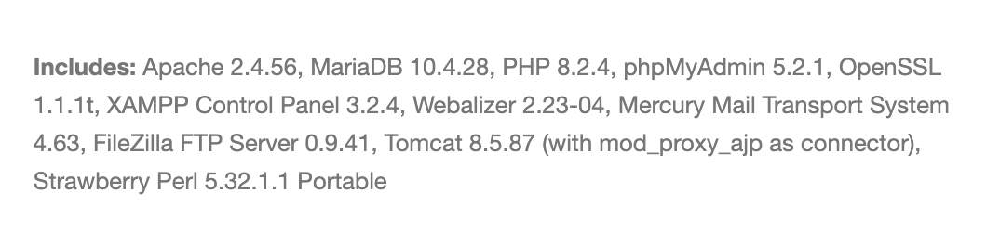 Includes: Apache 2.4.56, MariaDB 10.4.28, PHP 8.2.4, phpMyAdmin 5.2.1, OpenSSL
1.1.1t, XAMPP Control Panel 3.2.4, Webalizer 2.23-04, Mercury Mail Transport System
4.63, FileZilla FTP Server 0.9.41, Tomcat 8.5.87 (with mod_proxy_ajp as connector),
Strawberry Perl 5.32.1.1 Portable